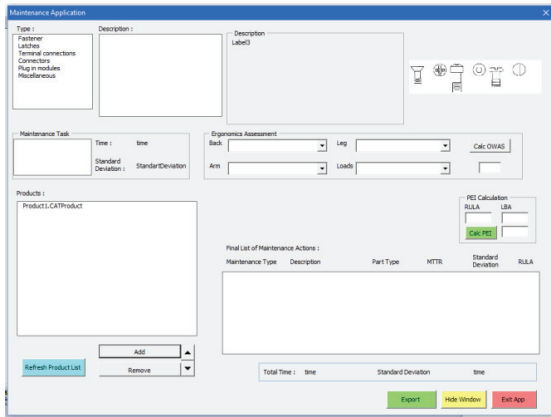 Maintenance Application
Type :
Fastener
Latches
Terminal connections
Connectors
Plug in modules
Miscellaneous
Description :
Description
Label3
Maintenance Task
Time :
time
Standard
Deviation :
StandartDeviation
Ergonomics Assessment
Back
Leg
Calc OWAS
Arm
Loads
Products :
Product1.CATProduct
PEI Calculation
RULA
LBA
Calc PEI
Final List of Maintenance Actions :
Maintenance Type
Description
Part Type
MTTR
Standard
Deviation
RULA
Add
Remove
Refresh Product List
Total Time :
time
Standard Deviation
time
Export
Hide Window
Exit App